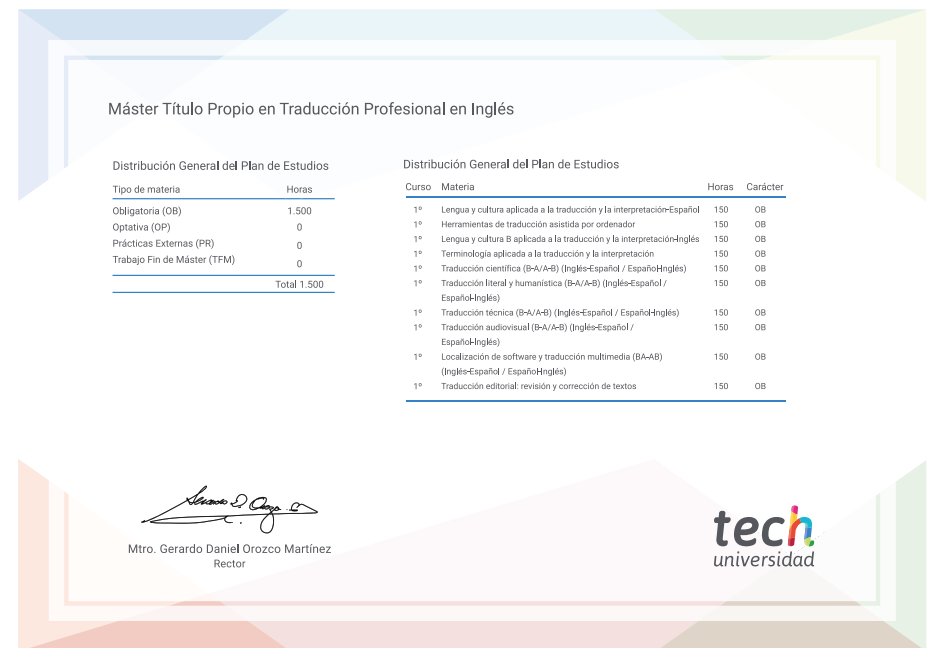 Máster Título Propio en Traducción Profesional en Inglés
Distribución General del Plan de Estudios
Tipo de materia Horas
Obligatoria (OB) 1.500
Optativa (OP) 0
Prácticas Externas (PR) 0
Trabajo Fin de Máster (TFM) 0
Total 1.500
Distribución General del Plan de Estudios
Curso Materia Horas Carácter
1º Lengua y cultura aplicada a la traducción y la interpretación-Español 150 OB
1º Herramientas de traducción asistida por ordenador 150 OB
1º Lengua y cultura B aplicada a la traducción y la interpretación-Inglés 150 OB
1º Terminología aplicada a la traducción y la interpretación 150 OB
1º Traducción científica (B-A/A-B) (Inglés-Español / Español-Inglés) 150 OB
1º Traducción literal y humanística (B-A/A-B) (Inglés-Español / 150 OB
Español-Inglés)
1º Traducción técnica (B-A/A-B) (Inglés-Español / Español-Inglés) 150 OB
1º Traducción audiovisual (B-A/A-B) (Inglés-Español / 150 OB
Español-Inglés)
1º Localización de software y traducción multimedia (BA-AB) 150 OB
(Inglés-Español / Español-Inglés)
1º Traducción editorial: revisión y corrección de textos 150 OB
Mtro. Gerardo Daniel Orozco Martínez
Rector
tech
universidad